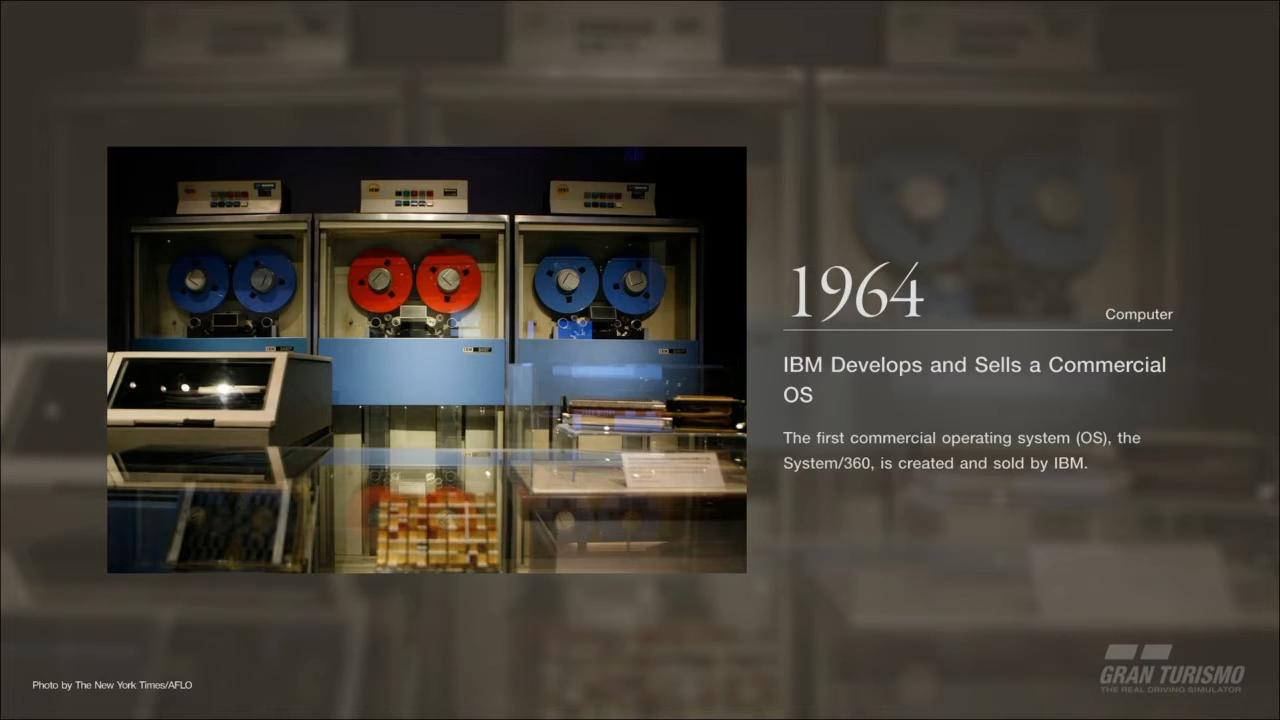 1964
Computer
IBM Develops and Sells a Commercial
OS
The first commercial operating system (OS), the
System/360, is created and sold by IBM.
Photo by The New York Times/AFLO
GRAN TURISMO
THE REAL DRIVING SIMULATOR